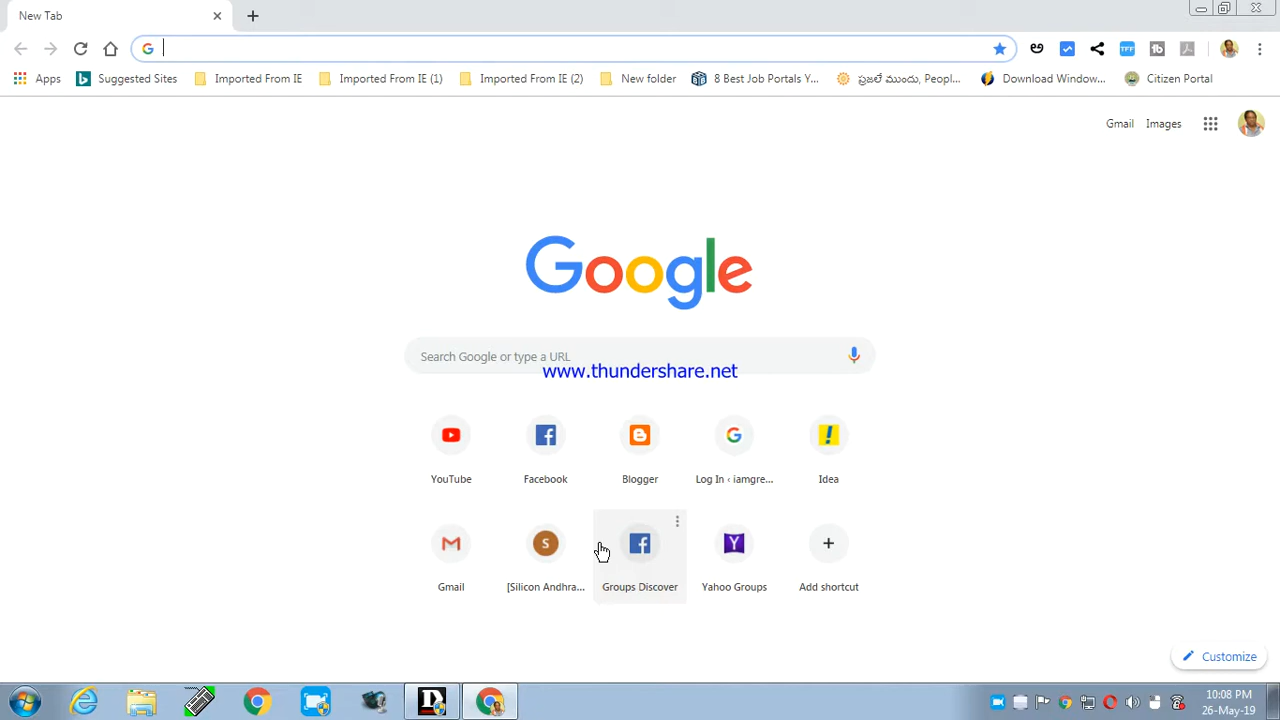 New Tab
Apps
Suggested Sites
Imported From IE
Imported From IE (1)
Imported From IE (2)
New folder
Best Job Portals Y...
ప్రజలే ముందు, Peopl...
Download Window...
Citizen Portal
Gmail
Images
Google
Search Google or type a URL
www.thundershare.net
YouTube
Facebook
Blogger
Log In ‹ iamgre...
Idea
Gmail
[Silicon Andhra...
Groups Discover
Yahoo Groups
Add shortcut
Customize
10:08 PM
26-May-19